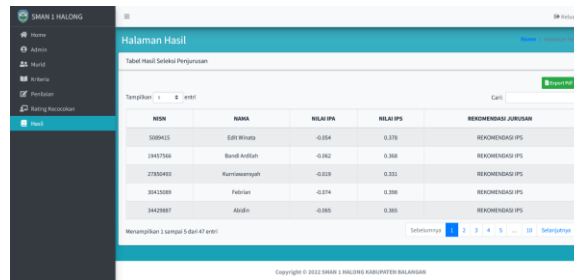 SMAN 1 HALONG
Keluar
Home
Admin
Murid
Kriteria
Penilaian
Rating Kecocokan
Hasil
Halaman Hasil
Home
Tabel Hasil Seleksi Penjurusan
Export Pdf
Tampilkan entri
Cari:
NISN NAMA NILAI IPA NILAI IPS REKOMENDASI JURUSAN
5089415 Edit Winata -0.054 0.376 REKOMENDASI IPS
19457566 Bandi Ardilah -0.062 0.368 REKOMENDASI IPS
27850493 Kurniawansyah -0.019 0.331 REKOMENDASI IPS
30415089 Febrian -0.074 0.398 REKOMENDASI IPS
34429887 Abidin -0.065 0.365 REKOMENDASI IPS
Menampilkan 1 sampai 5 dari 47 entri
Sebelumnya 1 2 3 4 5 ... 10 Selanjutnya
Copyright © 2022 SMAN 1 HALONG KABUPATEN BALANGAN